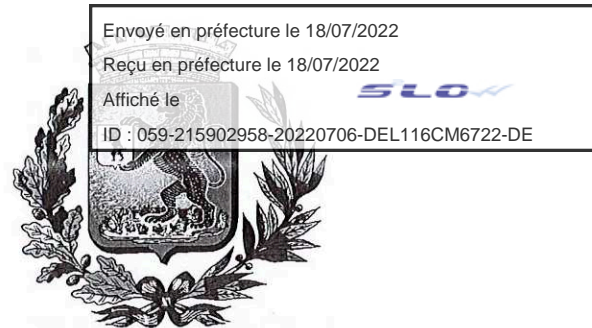 Envoyé en préfecture le 18/07/2022
Reçu en préfecture le 18/07/2022
Affiché le
SLOW
ID : 059-215902958-20220706-DEL116CM6722-DE